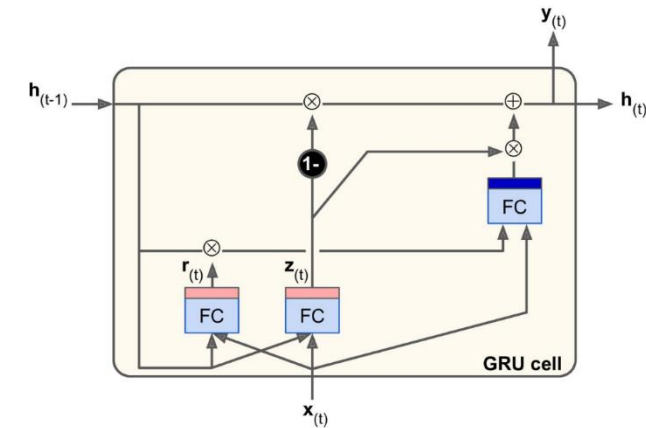 y(t)
h(t-1)
⊗
⊕
h(t)
1-
⊗
FC
⊗
r(t)
z(t)
FC
FC
GRU cell
x(t)